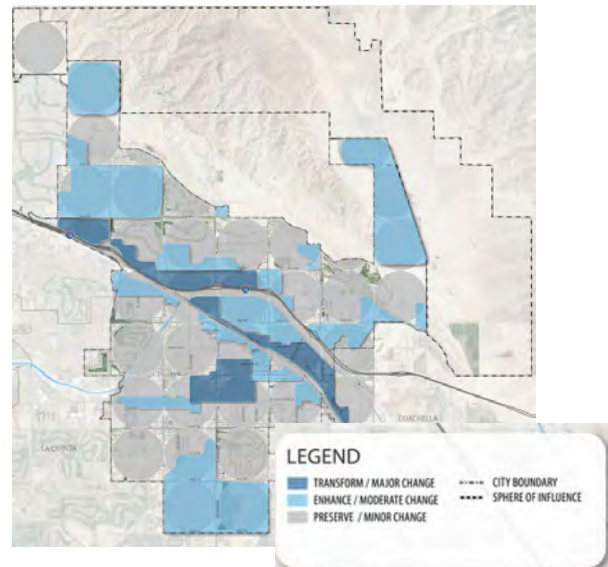 COACHELLA
LA QUINTA
LEGEND
TRANSFORM / MAJOR CHANGE
ENHANCE / MODERATE CHANGE
PRESERVE / MINOR CHANGE
CITY BOUNDARY
SPHERE OF INFLUENCE